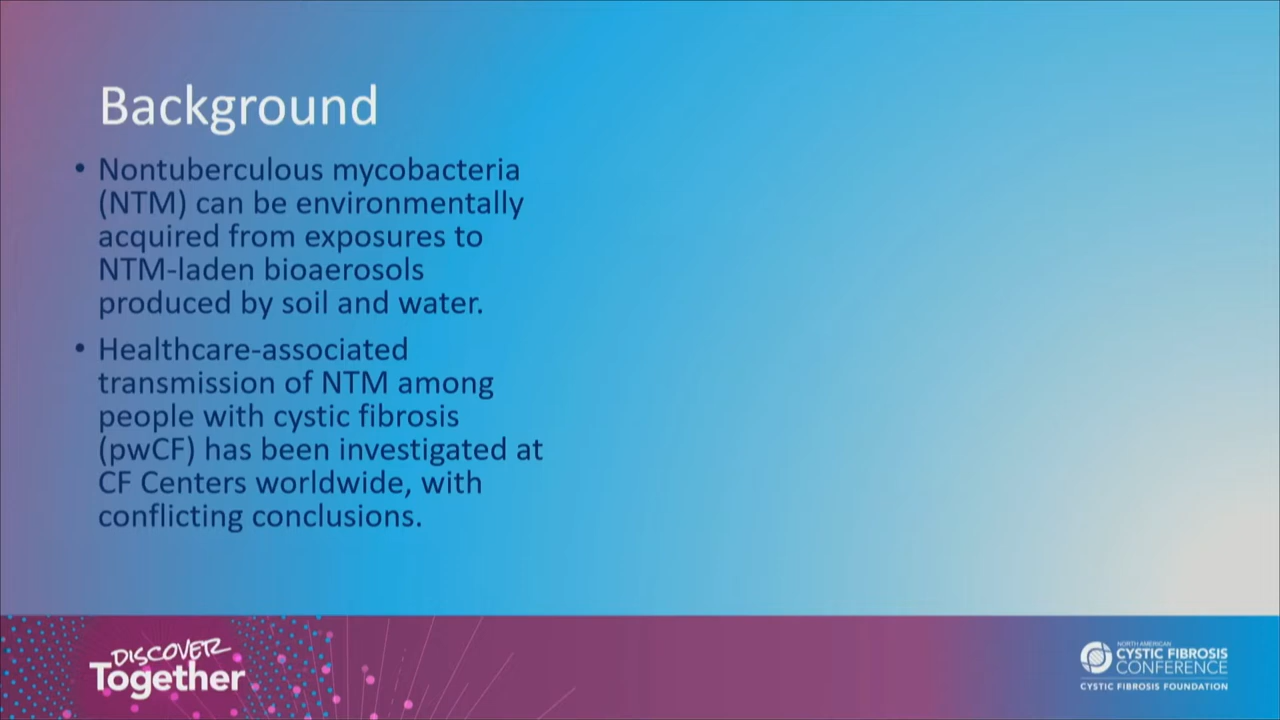 Background
• Nontuberculous mycobacteria
(NTM) can be environmentally
acquired from exposures to
NTM-laden bioaerosols
produced by soil and water.
• Healthcare-associated
transmission of NTM among
people with cystic fibrosis
(pwCF) has been investigated at
CF Centers worldwide, with
conflicting conclusions.
DISCOVER
Together
NORTH AMERICAN
CYSTIC FIBROSIS
CONFERENCE
CYSTIC FIBROSIS FOUNDATION